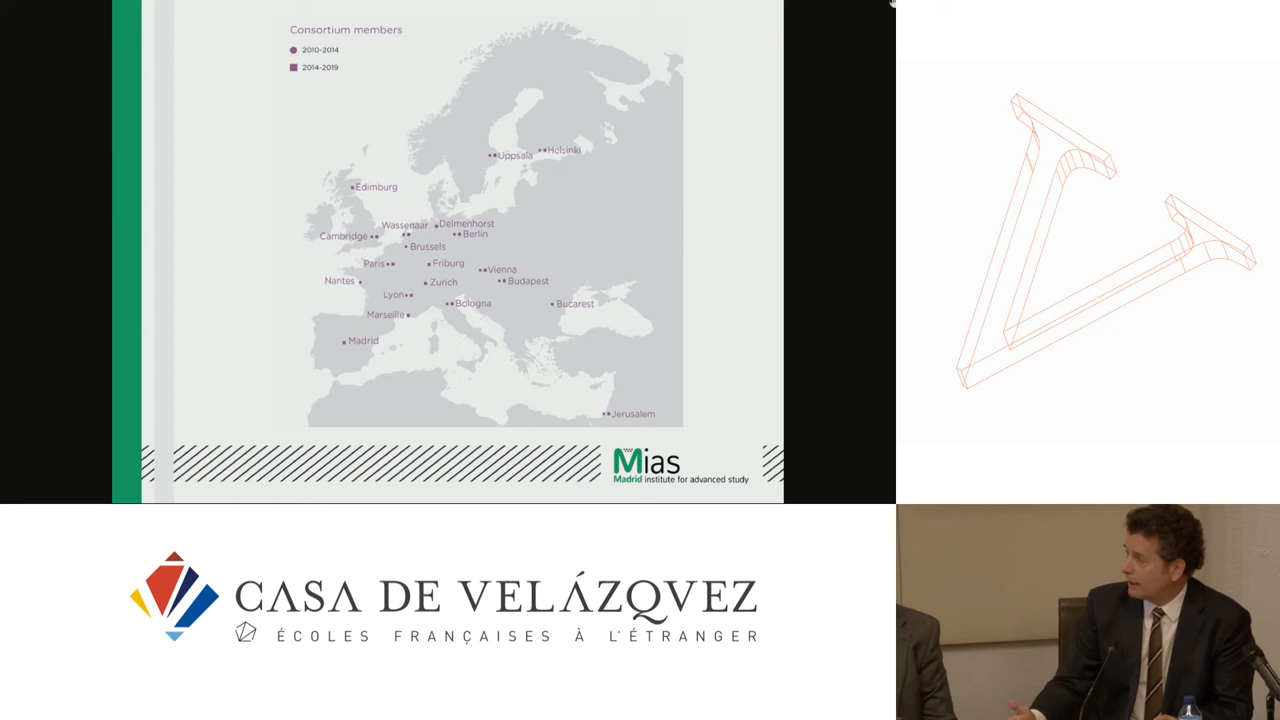 Consortium members
2010-2014
2014-2019
Uppsala
Helsinki
Edimburg
Wassenaar
Delmenhorst
Cambridge
Berlin
Brussels
Paris
Friburg
Vienna
Nantes
Zurich
Budapest
Lyon
Bologna
Bucarest
Marseille
Madrid
Jerusalem
Mias
Madrid institute for advanced study
CASA DE VELÁZQVEZ
ÉCOLES FRANÇAISES À L'ÉTRANGER